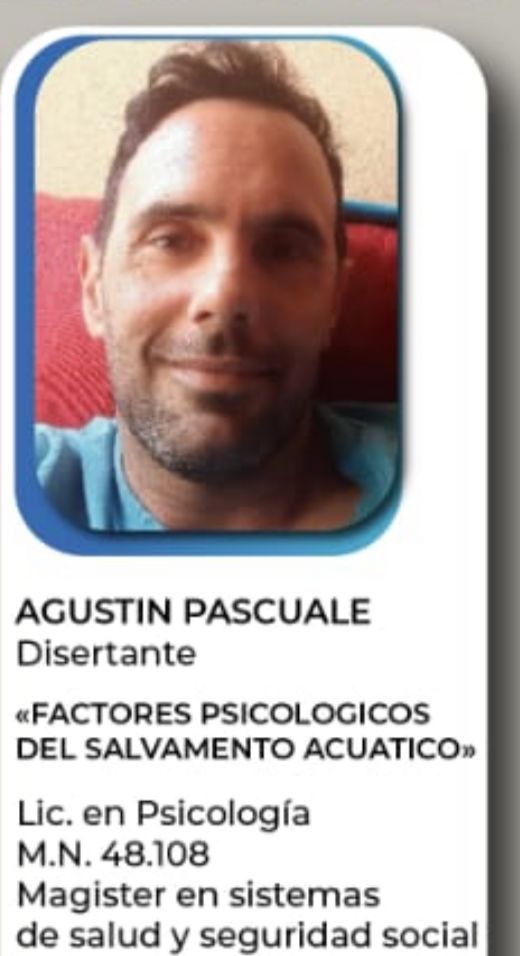 AGUSTIN PASCUALE
Disertante
«FACTORES PSICOLOGICOS
DEL SALVAMENTO ACUATICO»
Lic. en Psicología
M.N. 48.108
Magister en sistemas
de salud y seguridad social